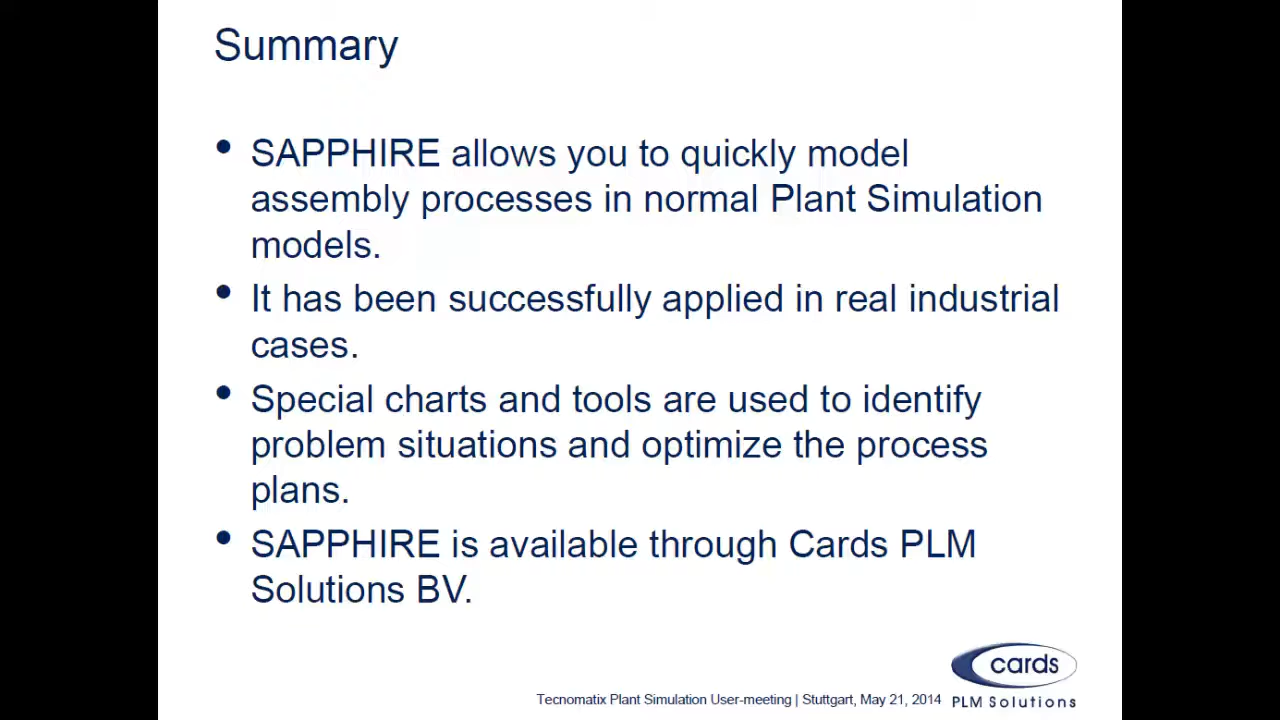 Summary
• SAPPHIRE allows you to quickly model
assembly processes in normal Plant Simulation
models.
• It has been successfully applied in real industrial
cases.
• Special charts and tools are used to identify
problem situations and optimize the process
plans.
• SAPPHIRE is available through Cards PLM
Solutions BV.
cards
Tecnomatix Plant Simulation User-meeting | Stuttgart, May 21, 2014
PLM Solutions